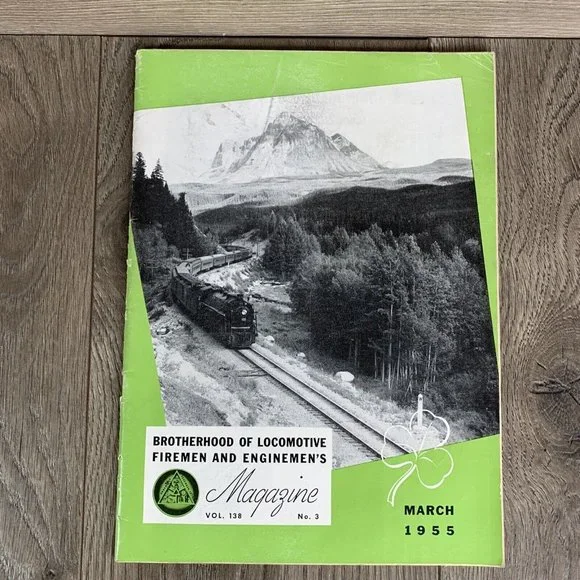 BROTHERHOOD OF LOCOMOTIVE
FIREMEN AND ENGINEMEN'S
Magazine
VOL. 138 No. 3
MARCH
1955